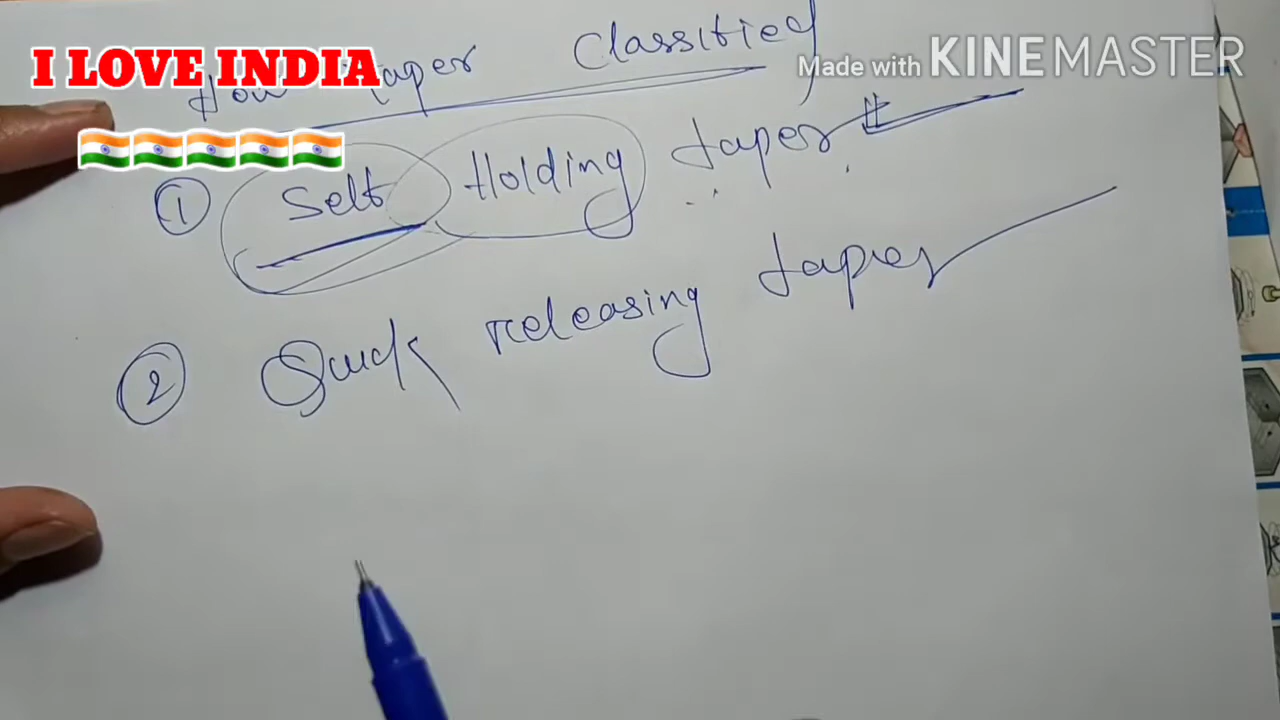 I LOVE INDIA
Made with KINEMASTER
How Taper Classified
① Self Holding taper
② Quick releasing taper